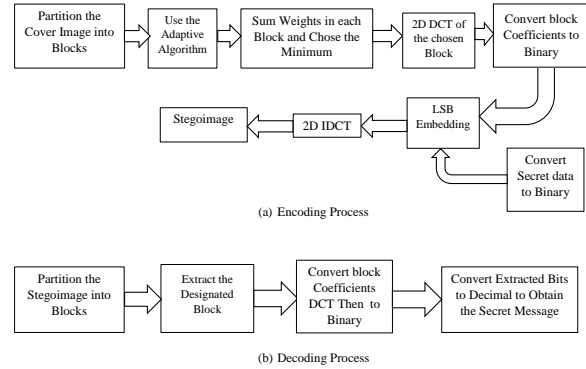 Partition the
Cover Image into
Blocks
Use the
Adaptive
Algorithm
Sum Weights in each
Block and Chose the
Minimum
2D DCT of
the chosen
Block
Convert block
Coefficients to
Binary
LSB
Embedding
2D IDCT
Stegoimage
Convert
Secret data
to Binary
(a) Encoding Process
Partition the
Stegoimage into
Blocks
Extract the
Designated
Block
Convert block
Coefficients
DCT Then to
Binary
Convert Extracted Bits
to Decimal to Obtain
the Secret Message
(b) Decoding Process